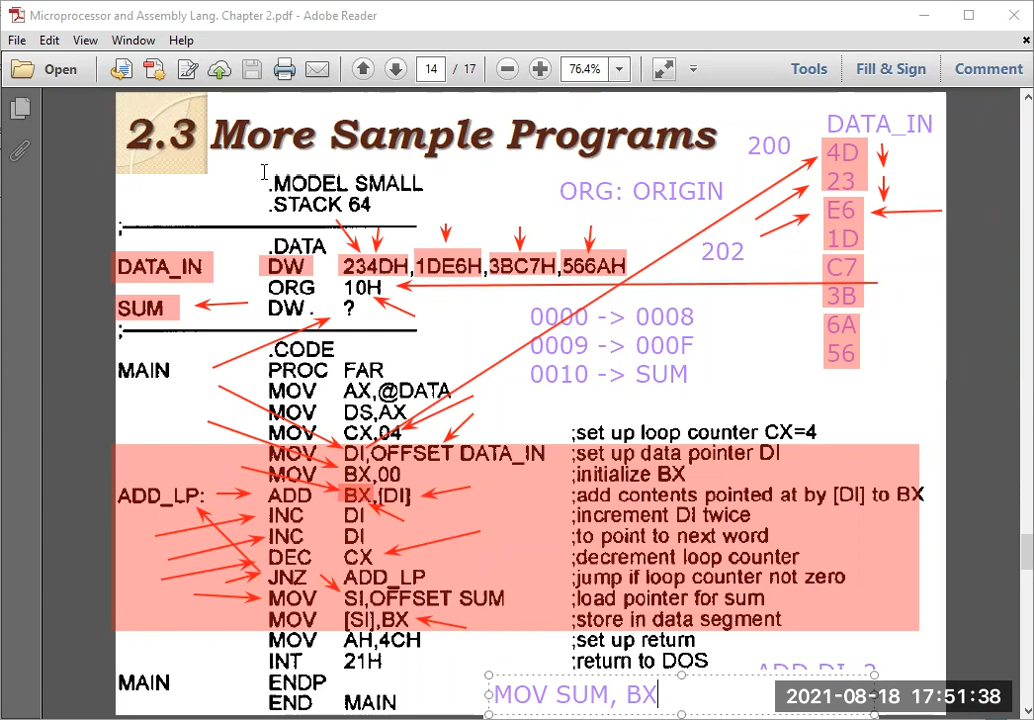 Microprocessor and Assembly Lang. Chapter 2.pdf - Adobe Reader
File Edit View Window Help
Open 14 / 17 76.4% Tools Fill & Sign Comment
2.3 More Sample Programs
DATA_IN
200 4D
23
E6
1D
C7
3B
6A
56
ORG: ORIGIN
202
.MODEL SMALL
.STACK 64
;
.DATA
DATA_IN DW 234DH,1DE6H,3BC7H,566AH
ORG 10H
SUM DW ?
;
0000 -> 0008
0009 -> 000F
0010 -> SUM
.CODE
MAIN PROC FAR
MOV AX,@DATA
MOV DS,AX
MOV CX,04 ;set up loop counter CX=4
MOV DI,OFFSET DATA_IN ;set up data pointer DI
MOV BX,00 ;initialize BX
ADD_LP: ADD BX,[DI] ;add contents pointed at by [DI] to BX
INC DI ;increment DI twice
INC DI ;to point to next word
DEC CX ;decrement loop counter
JNZ ADD_LP ;jump if loop counter not zero
MOV SI,OFFSET SUM ;load pointer for sum
MOV [SI],BX ;store in data segment
MOV AH,4CH ;set up return
INT 21H ;return to DOS
MAIN ENDP
END MAIN
ADD DI, 2
MOV SUM, BX
2021-08-18 17:51:38